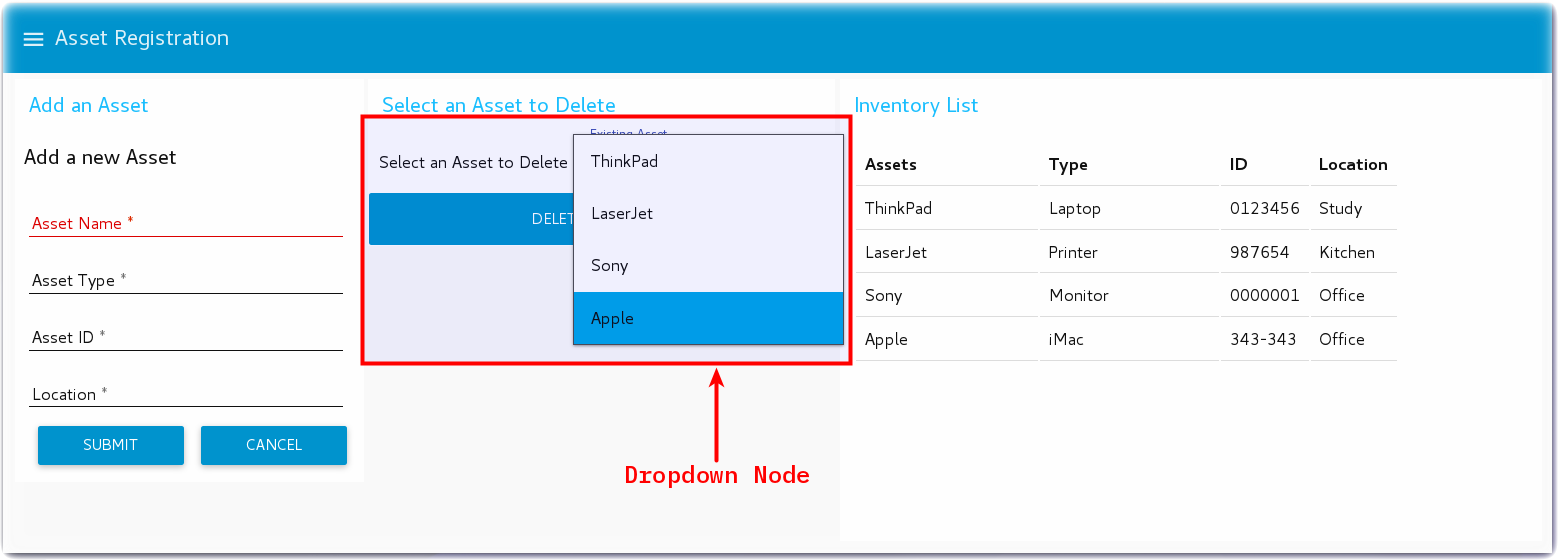 Asset Registration
Add an Asset
Add a new Asset
Asset Name *
Asset Type *
Asset ID *
Location *
SUBMIT CANCEL
Select an Asset to Delete
Existing Asset
Select an Asset to Delete
DELET
ThinkPad
LaserJet
Sony
Apple
Dropdown Node
Inventory List
Assets Type ID Location
ThinkPad Laptop 0123456 Study
LaserJet Printer 987654 Kitchen
Sony Monitor 0000001 Office
Apple iMac 343-343 Office